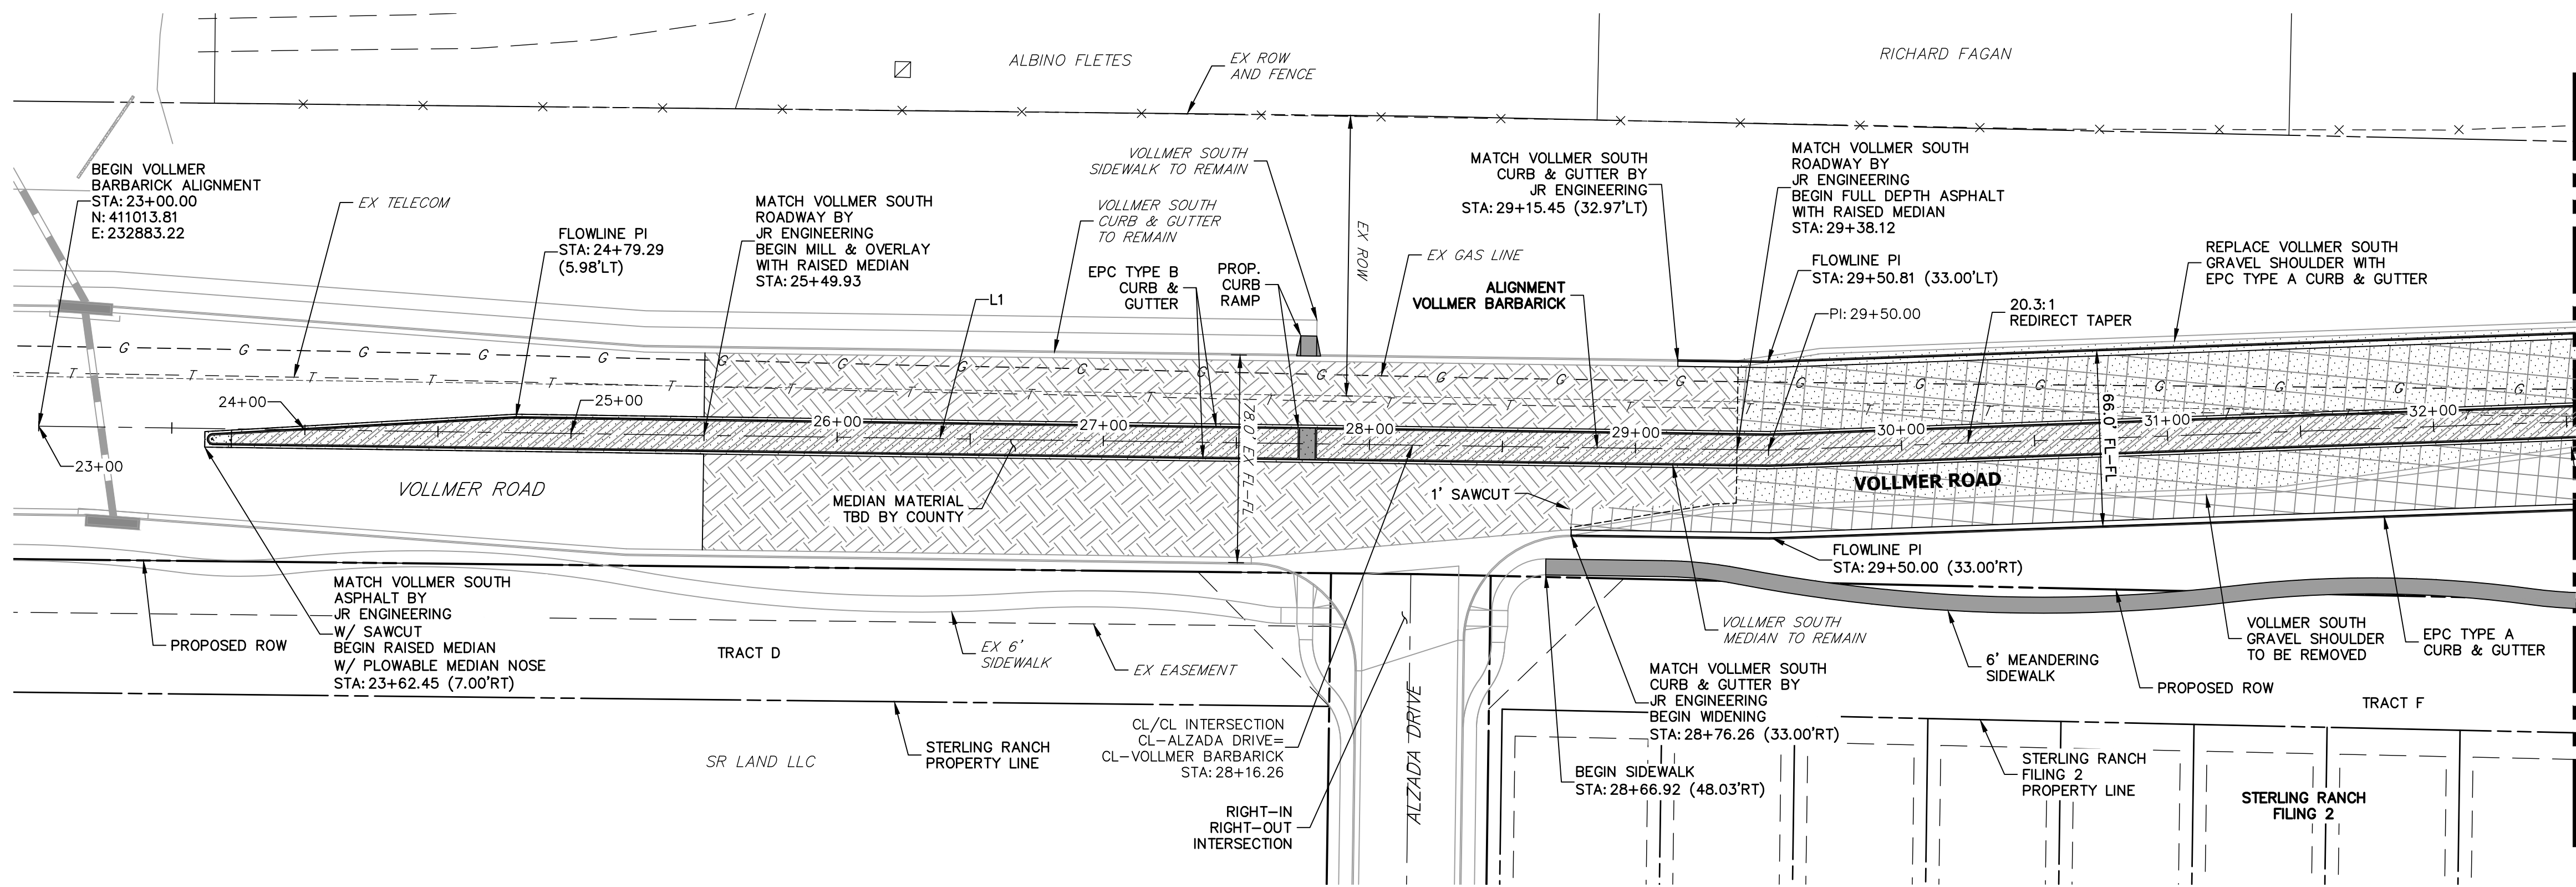 ALBINO FLETES
EX ROW
AND FENCE
RICHARD FAGAN
BEGIN VOLLMER
BARBARICK ALIGNMENT
STA: 23+00.00
N: 411013.81
E: 232883.22
EX TELECOM
FLOWLINE PI
STA: 24+79.29
(5.98'LT)
MATCH VOLLMER SOUTH
ROADWAY BY
JR ENGINEERING
BEGIN MILL & OVERLAY
WITH RAISED MEDIAN
STA: 25+49.93
L1
VOLLMER SOUTH
SIDEWALK TO REMAIN
VOLLMER SOUTH
CURB & GUTTER
TO REMAIN
EPC TYPE B
CURB &
GUTTER
PROP.
CURB
RAMP
EX ROW
EX GAS LINE
ALIGNMENT
VOLLMER BARBARICK
MATCH VOLLMER SOUTH
CURB & GUTTER BY
JR ENGINEERING
STA: 29+15.45 (32.97'LT)
MATCH VOLLMER SOUTH
ROADWAY BY
JR ENGINEERING
BEGIN FULL DEPTH ASPHALT
WITH RAISED MEDIAN
STA: 29+38.12
FLOWLINE PI
STA: 29+50.81 (33.00'LT)
PI: 29+50.00
20.3:1
REDIRECT TAPER
REPLACE VOLLMER SOUTH
GRAVEL SHOULDER WITH
EPC TYPE A CURB & GUTTER
G G G G G G G G G G G G G G G G G G G G G
T T T T T T T T T T T T T T T T T T T
23+00
24+00
25+00
26+00
27+00
28+00
29+00
30+00
31+00
32+00
78.0' EX FL-FL
66.0' FL-FL
VOLLMER ROAD
VOLLMER ROAD
MEDIAN MATERIAL
TBD BY COUNTY
1' SAWCUT
FLOWLINE PI
STA: 29+50.00 (33.00'RT)
MATCH VOLLMER SOUTH
ASPHALT BY
JR ENGINEERING
W/ SAWCUT
BEGIN RAISED MEDIAN
W/ PLOWABLE MEDIAN NOSE
STA: 23+62.45 (7.00'RT)
PROPOSED ROW
TRACT D
EX 6'
SIDEWALK
EX EASEMENT
SR LAND LLC
STERLING RANCH
PROPERTY LINE
CL/CL INTERSECTION
CL-ALZADA DRIVE=
CL-VOLLMER BARBARICK
STA: 28+16.26
RIGHT-IN
RIGHT-OUT
INTERSECTION
ALZADA DRIVE
VOLLMER SOUTH
MEDIAN TO REMAIN
MATCH VOLLMER SOUTH
CURB & GUTTER BY
JR ENGINEERING
BEGIN WIDENING
STA: 28+76.26 (33.00'RT)
BEGIN SIDEWALK
STA: 28+66.92 (48.03'RT)
6' MEANDERING
SIDEWALK
PROPOSED ROW
VOLLMER SOUTH
GRAVEL SHOULDER
TO BE REMOVED
EPC TYPE A
CURB & GUTTER
TRACT F
STERLING RANCH
FILING 2
PROPERTY LINE
STERLING RANCH
FILING 2